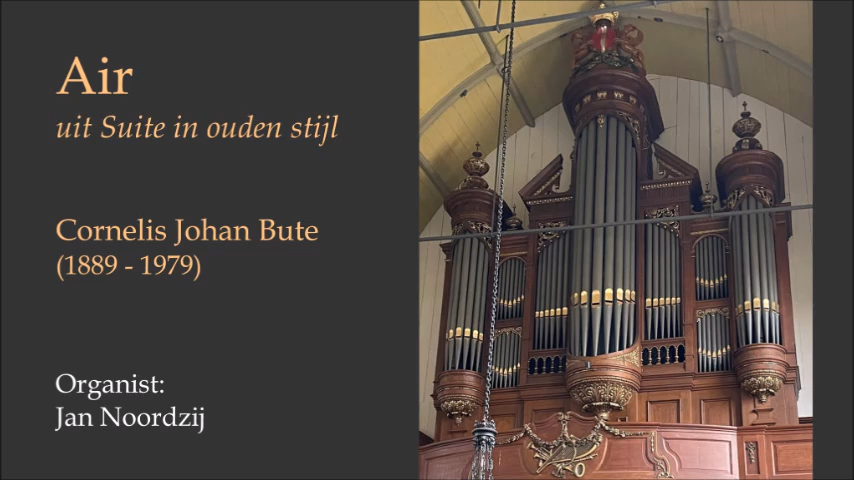 Air
uit Suite in ouden stijl
Cornelis Johan Bute
(1889 - 1979)
Organist:
Jan Noordzij